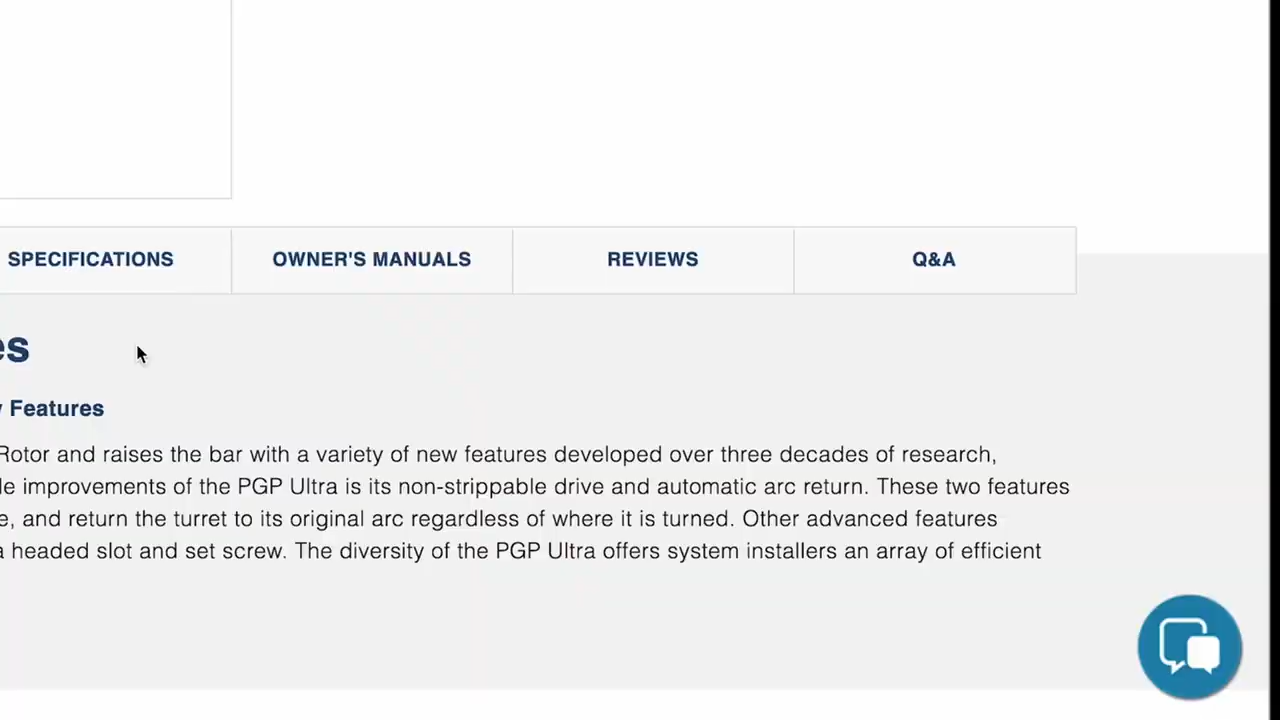 SPECIFICATIONS OWNER'S MANUALS REVIEWS Q&A
Features
Rotor and raises the bar with a variety of new features developed over three decades of research,
improvements of the PGP Ultra is its non-strippable drive and automatic arc return. These two features
and return the turret to its original arc regardless of where it is turned. Other advanced features
a headed slot and set screw. The diversity of the PGP Ultra offers system installers an array of efficient